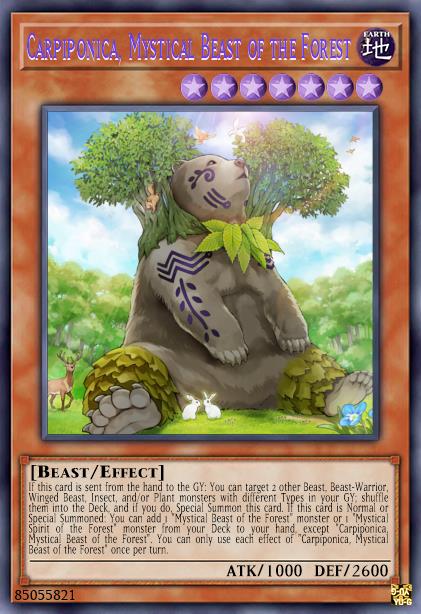 Carpiponica, Mystical Beast of the Forest
EARTH
地
[Beast/Effect]
If this card is sent from the hand to the GY: You can target 2 other Beast, Beast-Warrior,
Winged Beast, Insect, and/or Plant monsters with different Types in your GY; shuffle
them into the Deck, and if you do, Special Summon this card. If this card is Normal or
Special Summoned: You can add 1 "Mystical Beast of the Forest" monster or 1 "Mystical
Spirit of the Forest" monster from your Deck to your hand, except "Carpiponica,
Mystical Beast of the Forest". You can only use each effect of "Carpiponica, Mystical
Beast of the Forest" once per turn.
ATK/1000 DEF/2600
85055821